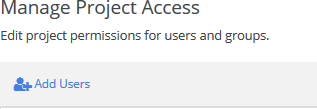 Manage Project Access
Edit project permissions for users and groups.
Add Users